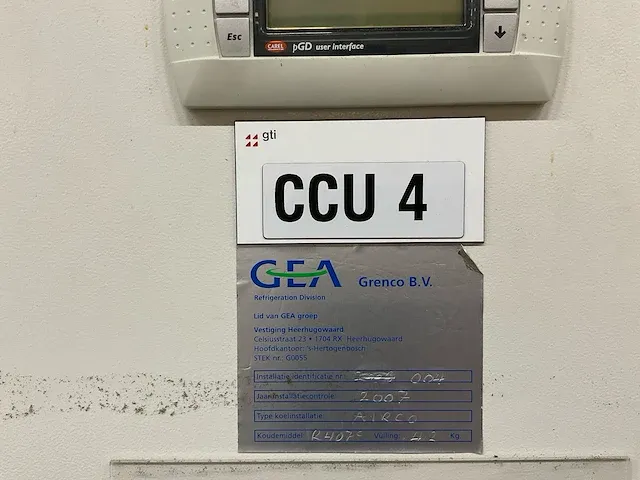 Esc
CAREL pGD user interface
gti
CCU 4
GEA Grenco B.V.
Refrigeration Division
Lid van GEA groep
Vestiging Heerhugowaard
Celsiusstraat 23 • 1704 RX Heerhugowaard
Hoofdkantoor: 's-Hertogenbosch
STEK nr.: G0055
Installatie identificatie nr.: 004
Jaar installatiecontrole: 2007
Type koelinstallatie: AIRCO
Koudemiddel: R407c Vulling: 42 Kg